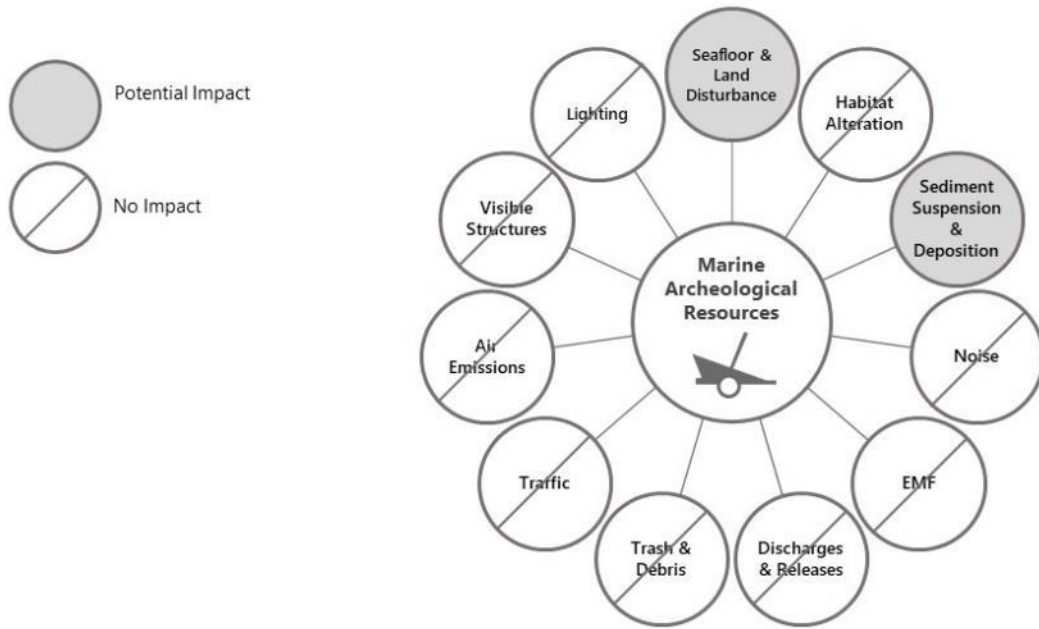 Potential Impact
No Impact
Seafloor &
Land
Disturbance
Habitat
Alteration
Sediment
Suspension
&
Deposition
Noise
EMF
Discharges
& Releases
Trash &
Debris
Traffic
Air
Emissions
Visible
Structures
Lighting
Marine
Archeological
Resources